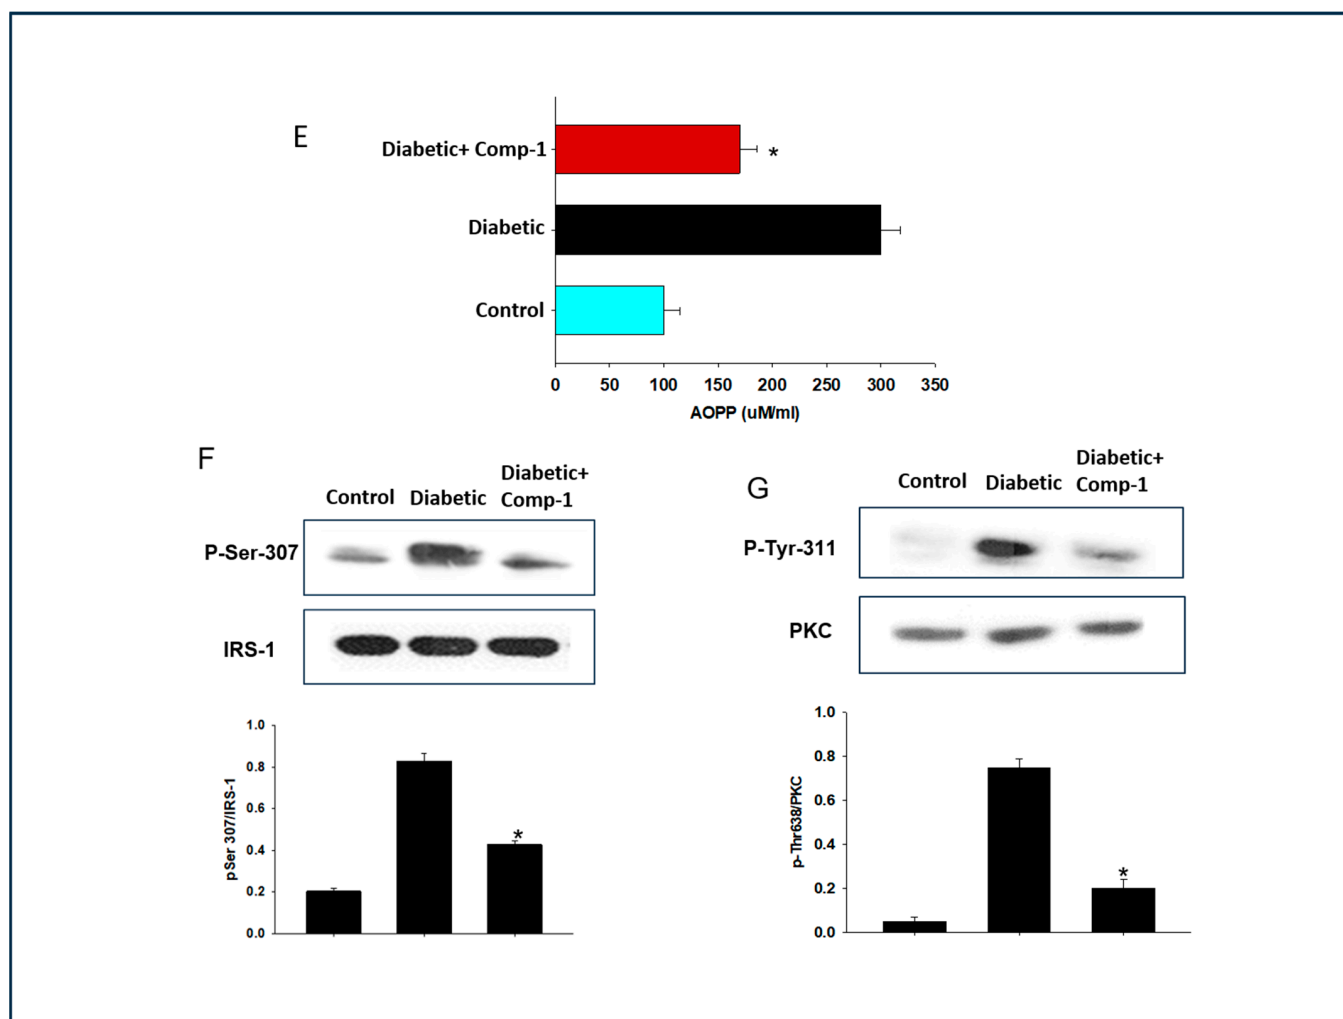 E
Diabetic+ Comp-1
*
Diabetic
Control
0 50 100 150 200 250 300 350
AOPP (uM/ml)
F
Control Diabetic Diabetic+
Comp-1
P-Ser-307
IRS-1
pSer 307/IRS-1
1.0
0.8
0.6
0.4
0.2
0.0
*
G
Control Diabetic Diabetic+
Comp-1
P-Tyr-311
PKC
p-Thr638/PKC
1.0
0.8
0.6
0.4
0.2
0.0
*